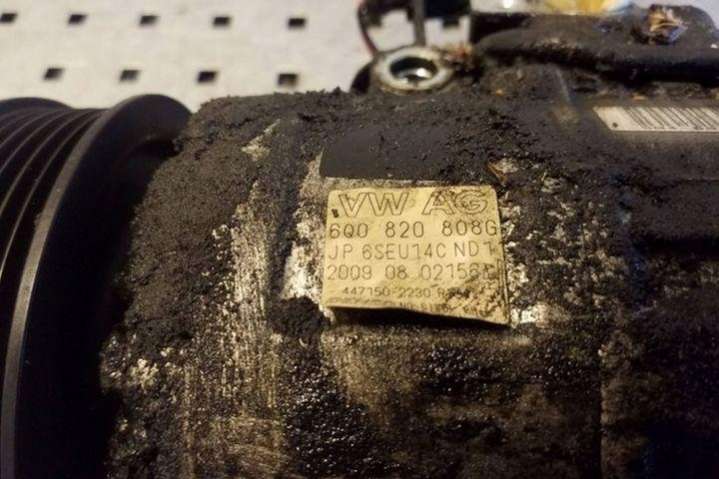 VW AG
6Q0 820 808G
JP 6SEU14C ND1
2009 08 02156
447150-2230